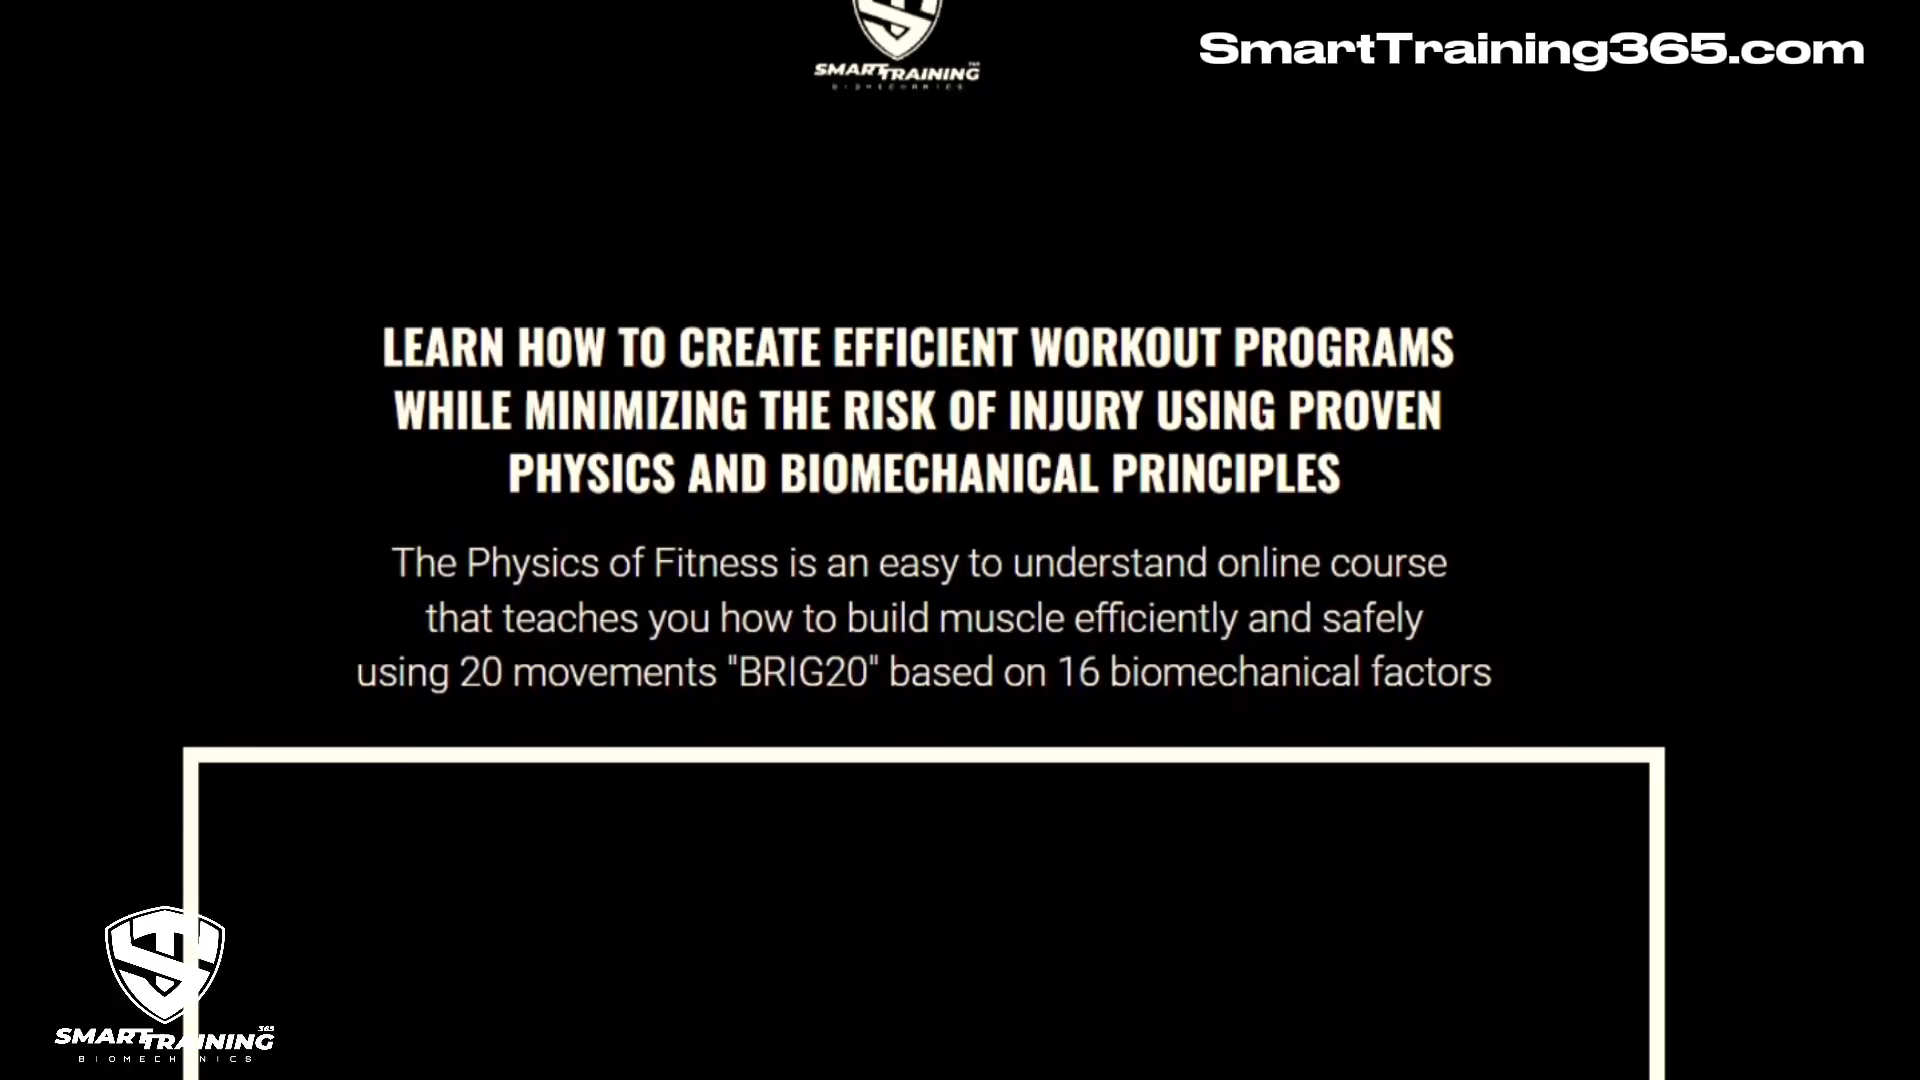 SMARTTRAINING 365
BIOMECHANICS
SmartTraining365.com
LEARN HOW TO CREATE EFFICIENT WORKOUT PROGRAMS
WHILE MINIMIZING THE RISK OF INJURY USING PROVEN
PHYSICS AND BIOMECHANICAL PRINCIPLES
The Physics of Fitness is an easy to understand online course
that teaches you how to build muscle efficiently and safely
using 20 movements "BRIG20" based on 16 biomechanical factors
SMARTTRAINING 365
BIOMECHANICS